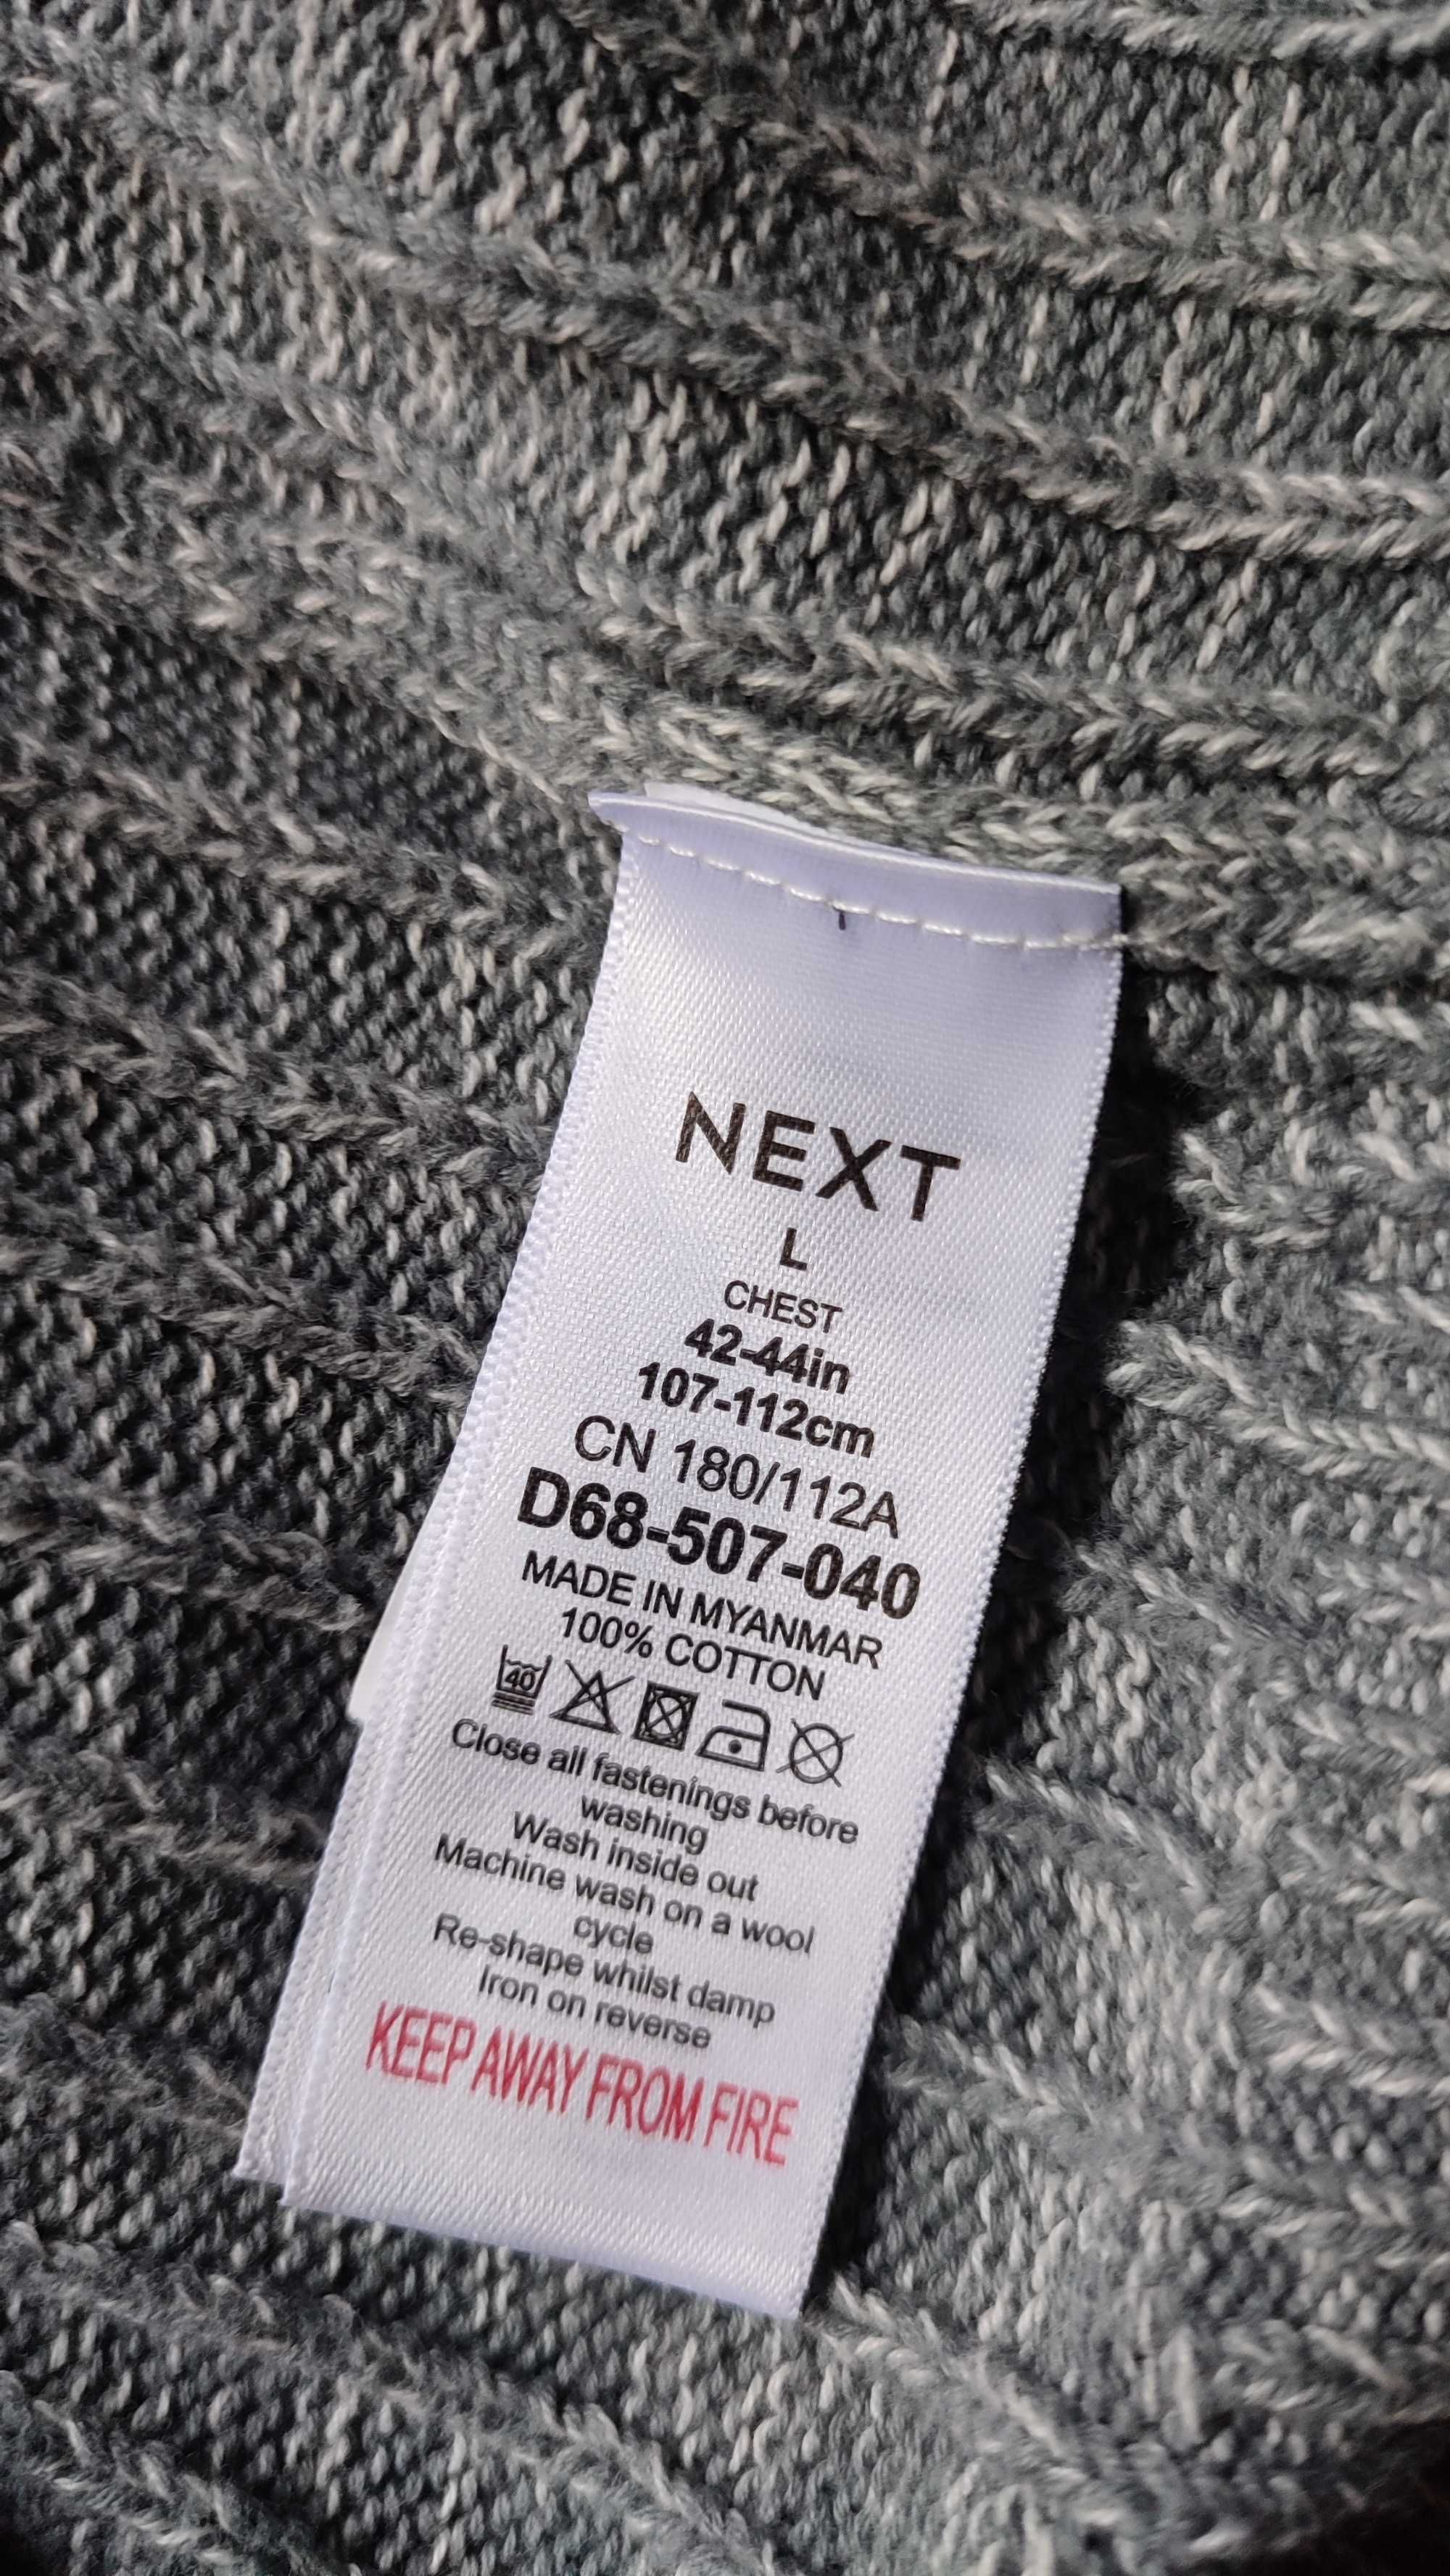 NEXT
L
CHEST
42-44in
107-112cm
CN 180/112A
D68-507-040
MADE IN MYANMAR
100% COTTON
40
Close all fastenings before
washing
Wash inside out
Machine wash on a wool
cycle
Re-shape whilst damp
Iron on reverse
KEEP AWAY FROM FIRE